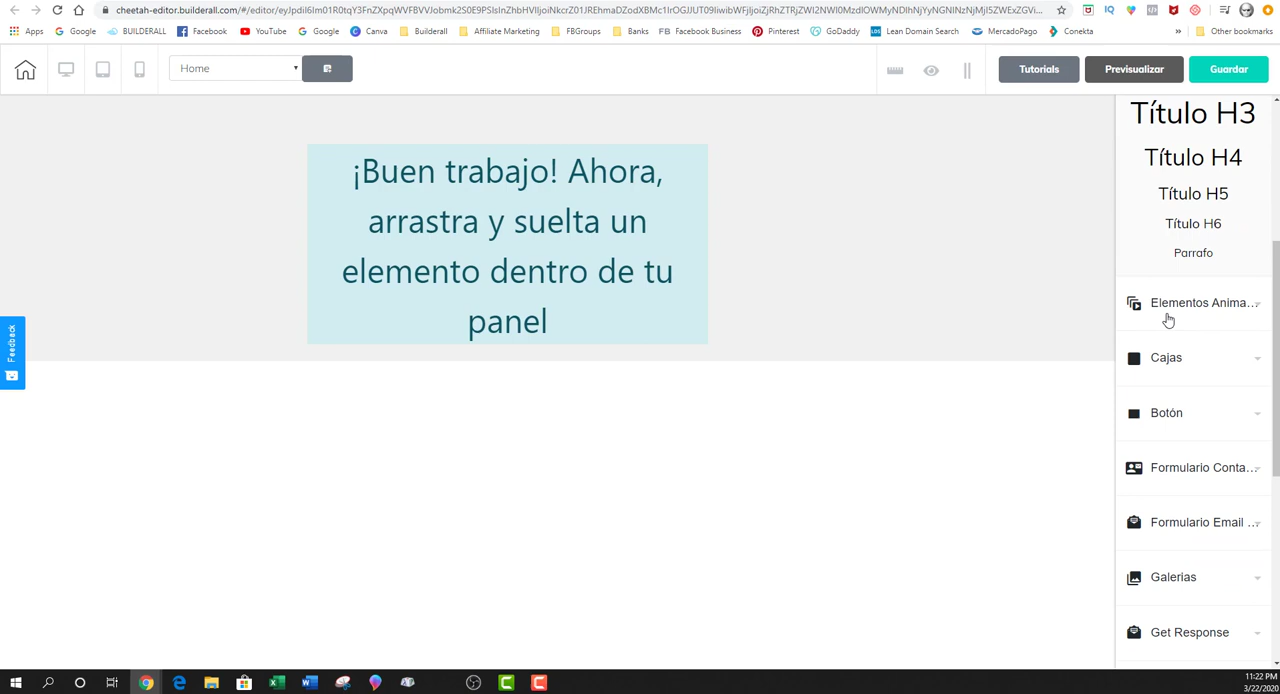 cheetah-editor.builderall.com/#/editor/
Apps
Google
BUILDERALL
Facebook
YouTube
Google
Canva
Builderall
Affiliate Marketing
FBGroups
Banks
FB Facebook Business
Pinterest
GoDaddy
LDS Lean Domain Search
MercadoPago
Conekta
»
Other bookmarks
Home
Tutorials
Previsualizar
Guardar
¡Buen trabajo! Ahora,
arrastra y suelta un
elemento dentro de tu
panel
Feedback
Título H3
Título H4
Título H5
Título H6
Parrafo
Elementos Anima...
Cajas
Botón
Formulario Conta...
Formulario Email ...
Galerias
Get Response
11:22 PM
3/22/2020